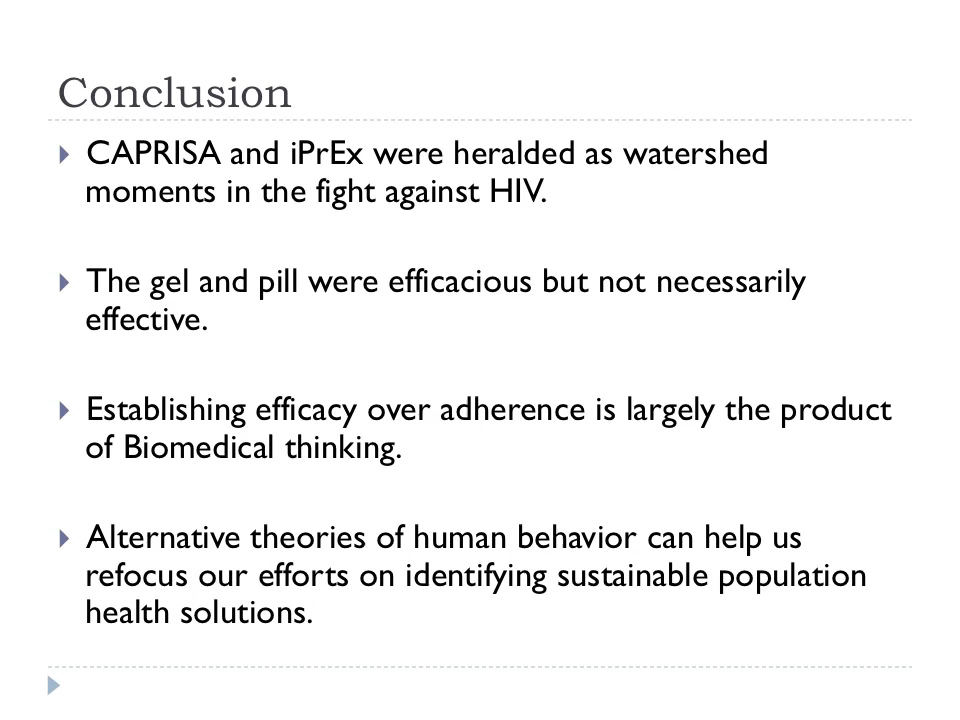 Conclusion
CAPRISA and iPrEx were heralded as watershed
moments in the fight against HIV.
The gel and pill were efficacious but not necessarily
effective.
Establishing efficacy over adherence is largely the product
of Biomedical thinking.
Alternative theories of human behavior can help us
refocus our efforts on identifying sustainable population
health solutions.